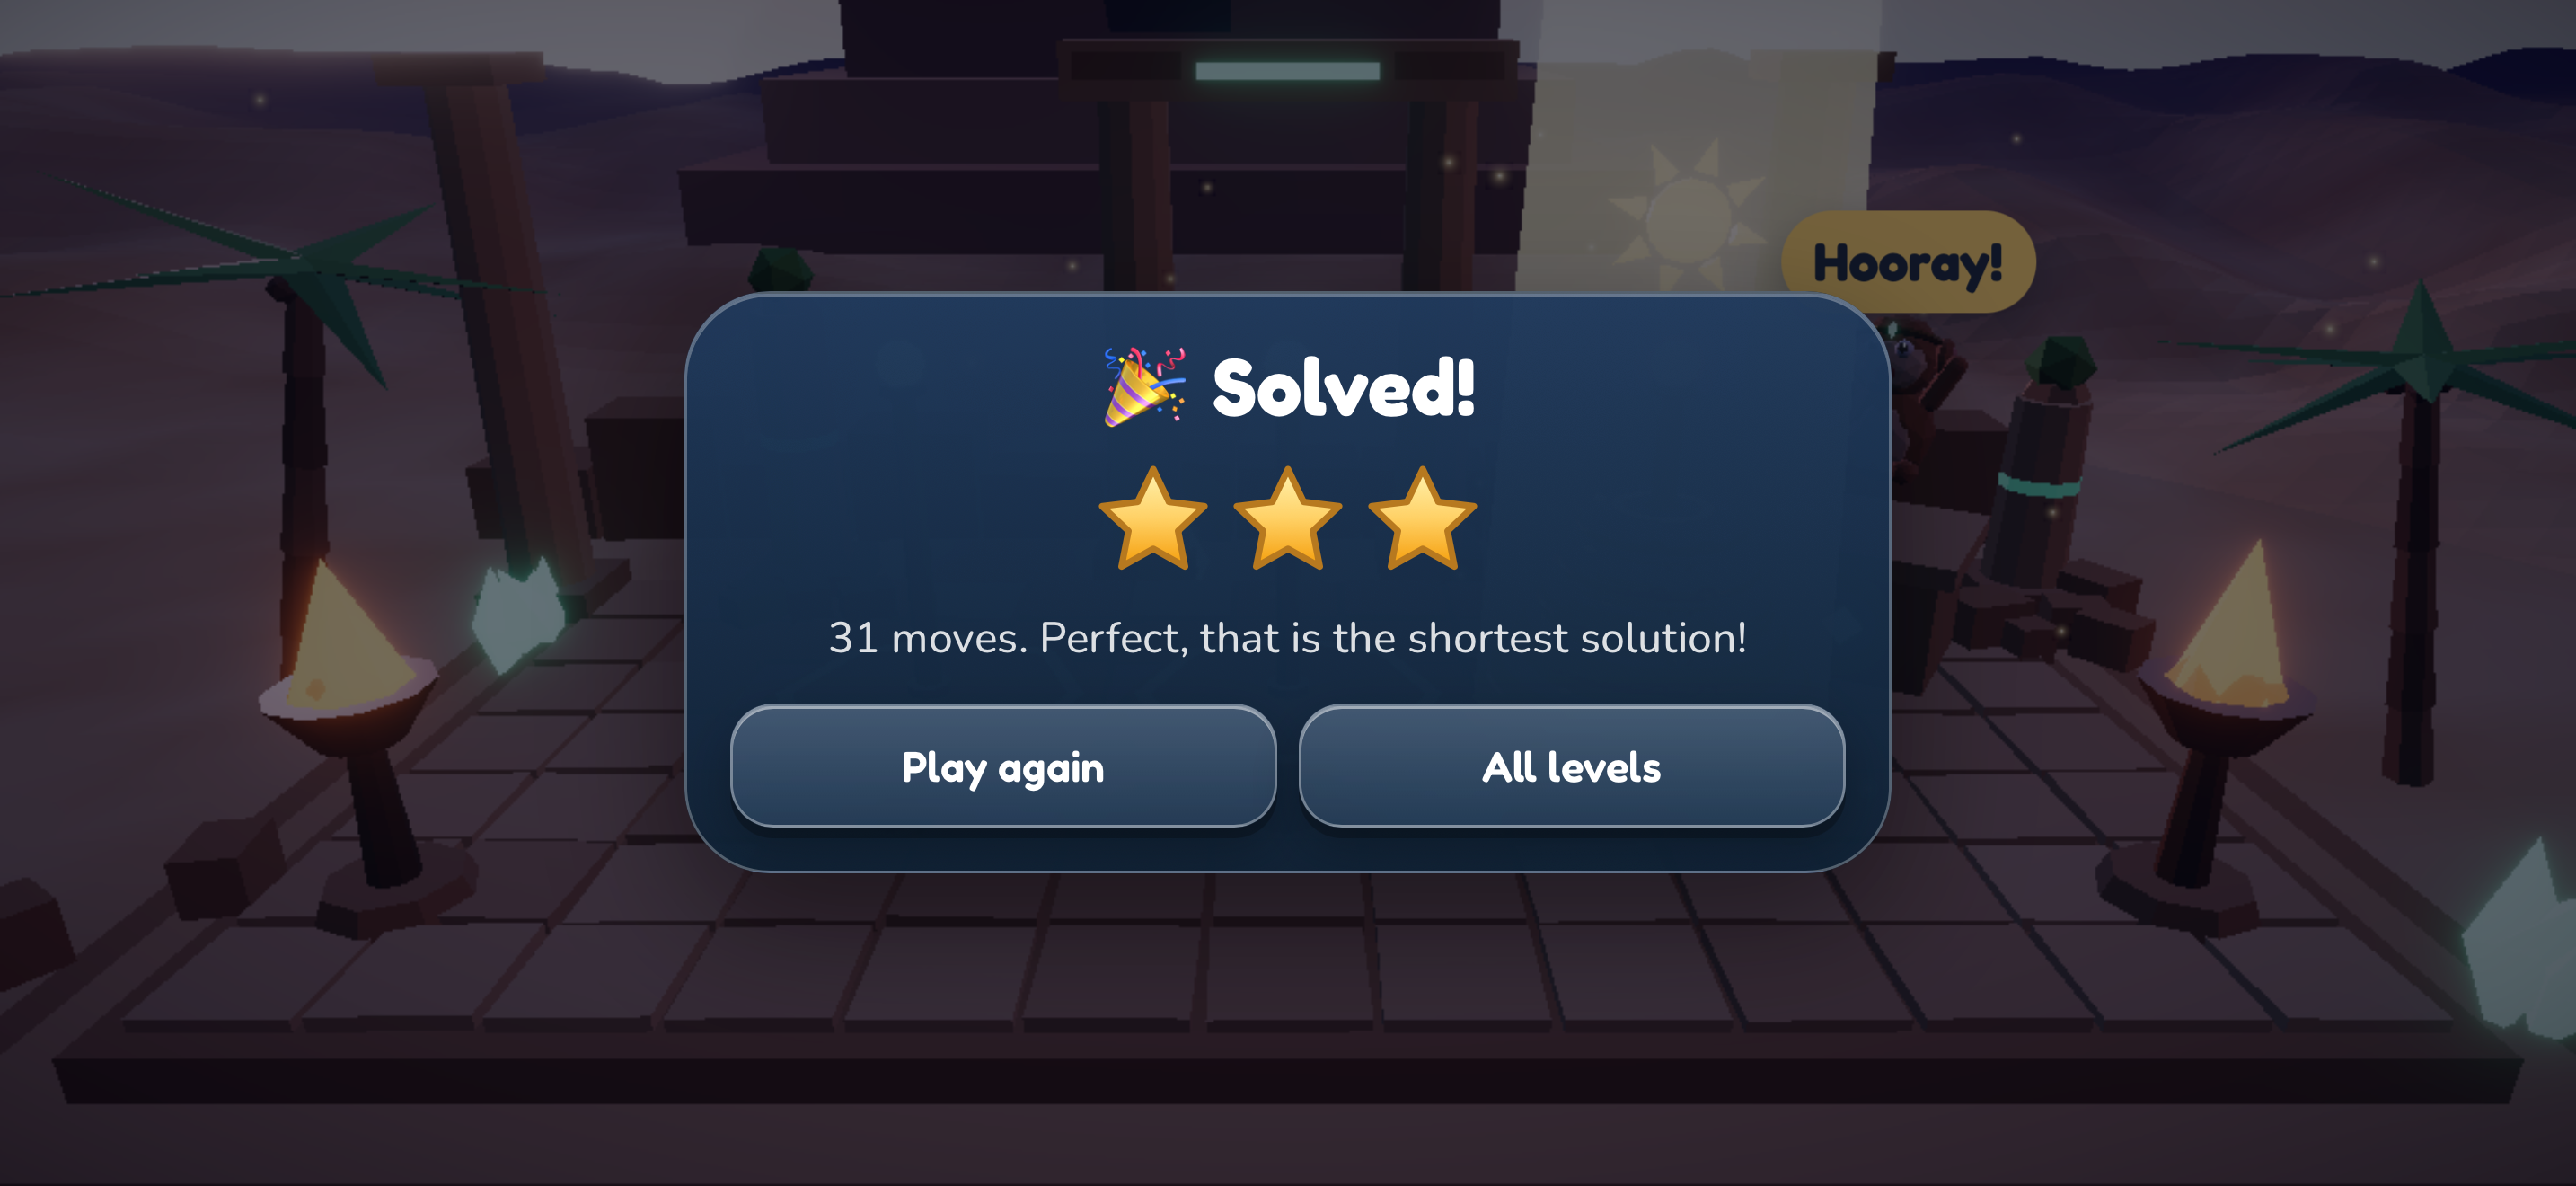 Hooray!
🎉 Solved!
31 moves. Perfect, that is the shortest solution!
Play again
All levels